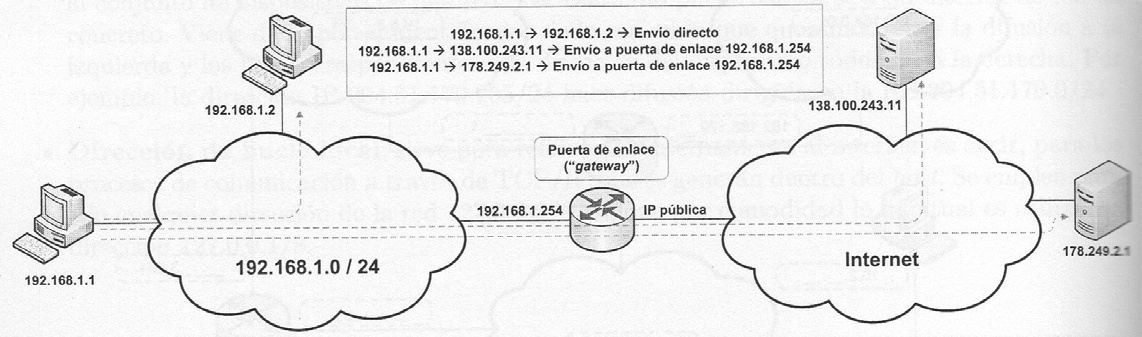 192.168.1.1 → 192.168.1.2 → Envío directo
192.168.1.1 → 138.100.243.11 → Envío a puerta de enlace 192.168.1.254
192.168.1.1 → 178.249.2.1 → Envío a puerta de enlace 192.168.1.254
192.168.1.2
138.100.243.11
Puerta de enlace
("gateway")
192.168.1.254
IP pública
192.168.1.1
192.168.1.0 / 24
Internet
178.249.2.1